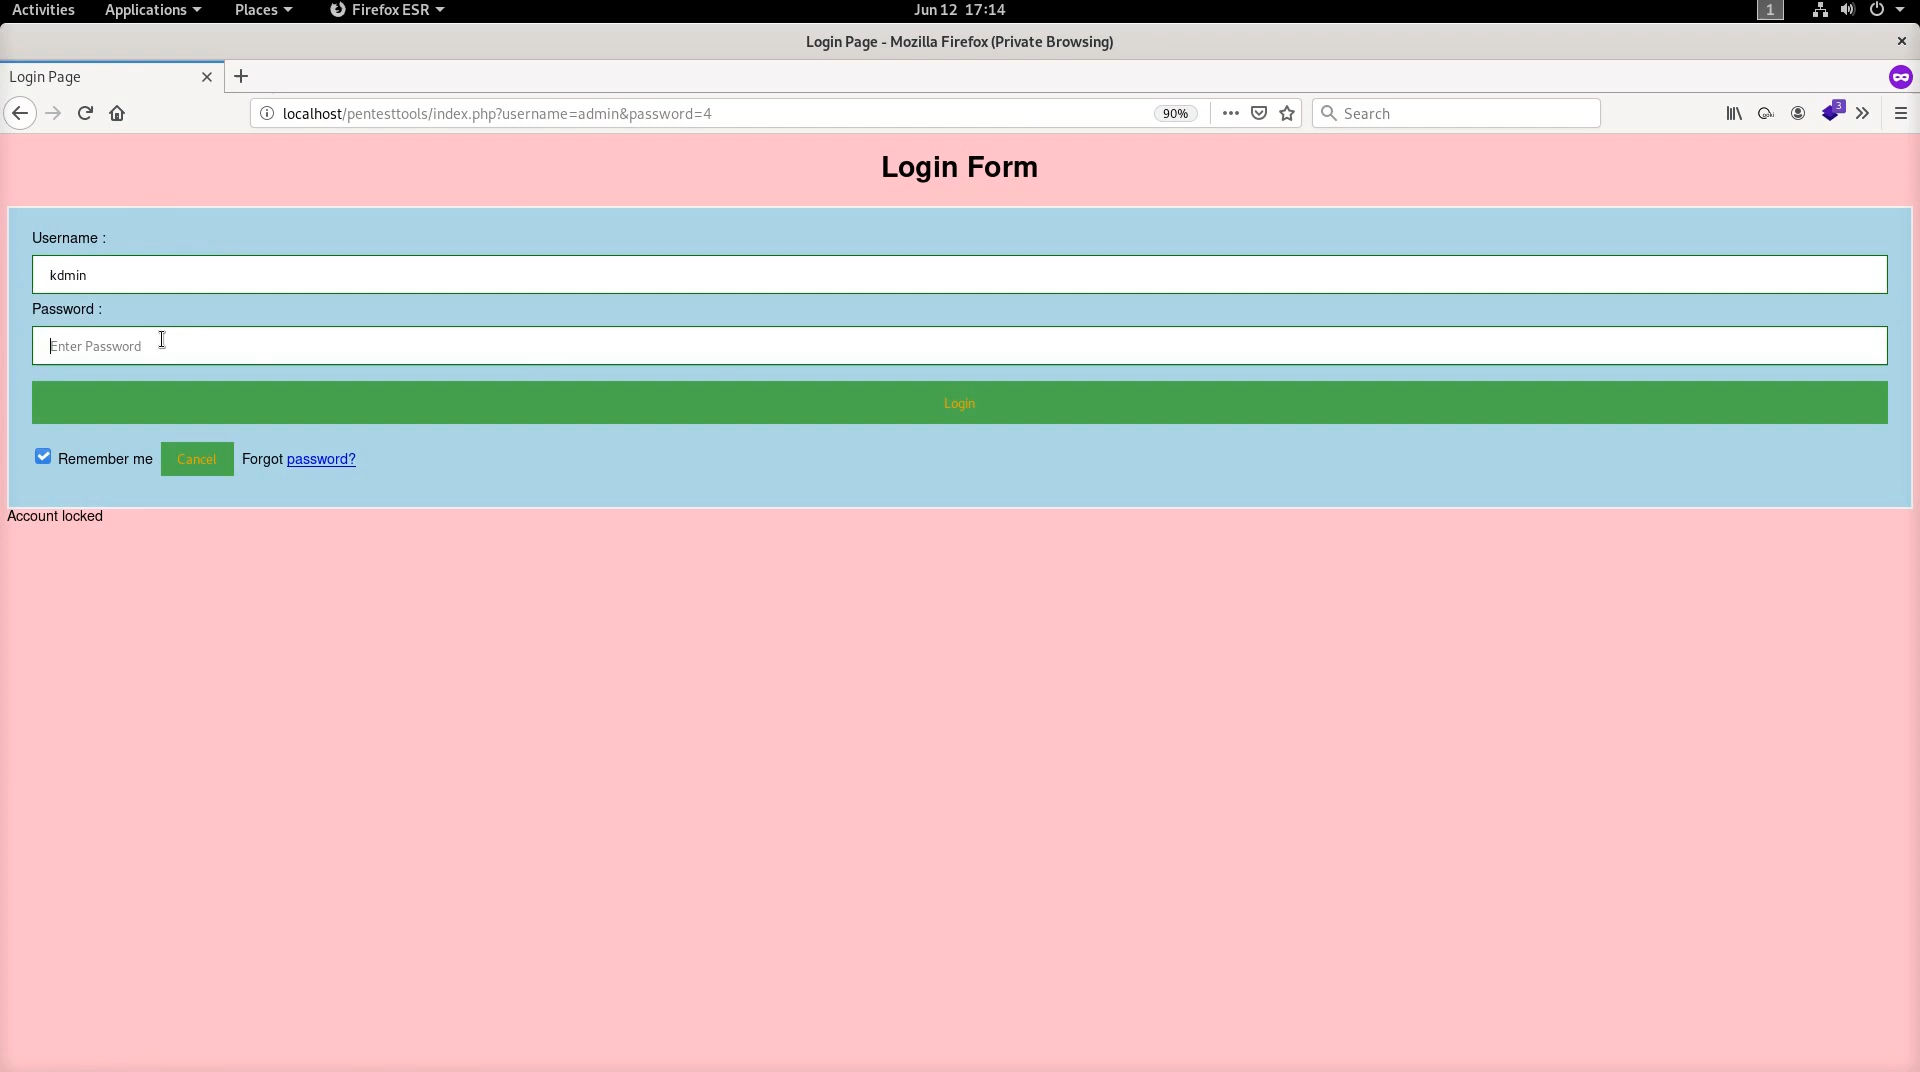 Activities Applications Places Firefox ESR Jun 12 17:14 1
Login Page - Mozilla Firefox (Private Browsing)
Login Page
localhost/pentesttools/index.php?username=admin&password=4 90% Search 3
Login Form
Username :
kdmin
Password :
Enter Password
Login
Remember me Cancel Forgot password?
Account locked